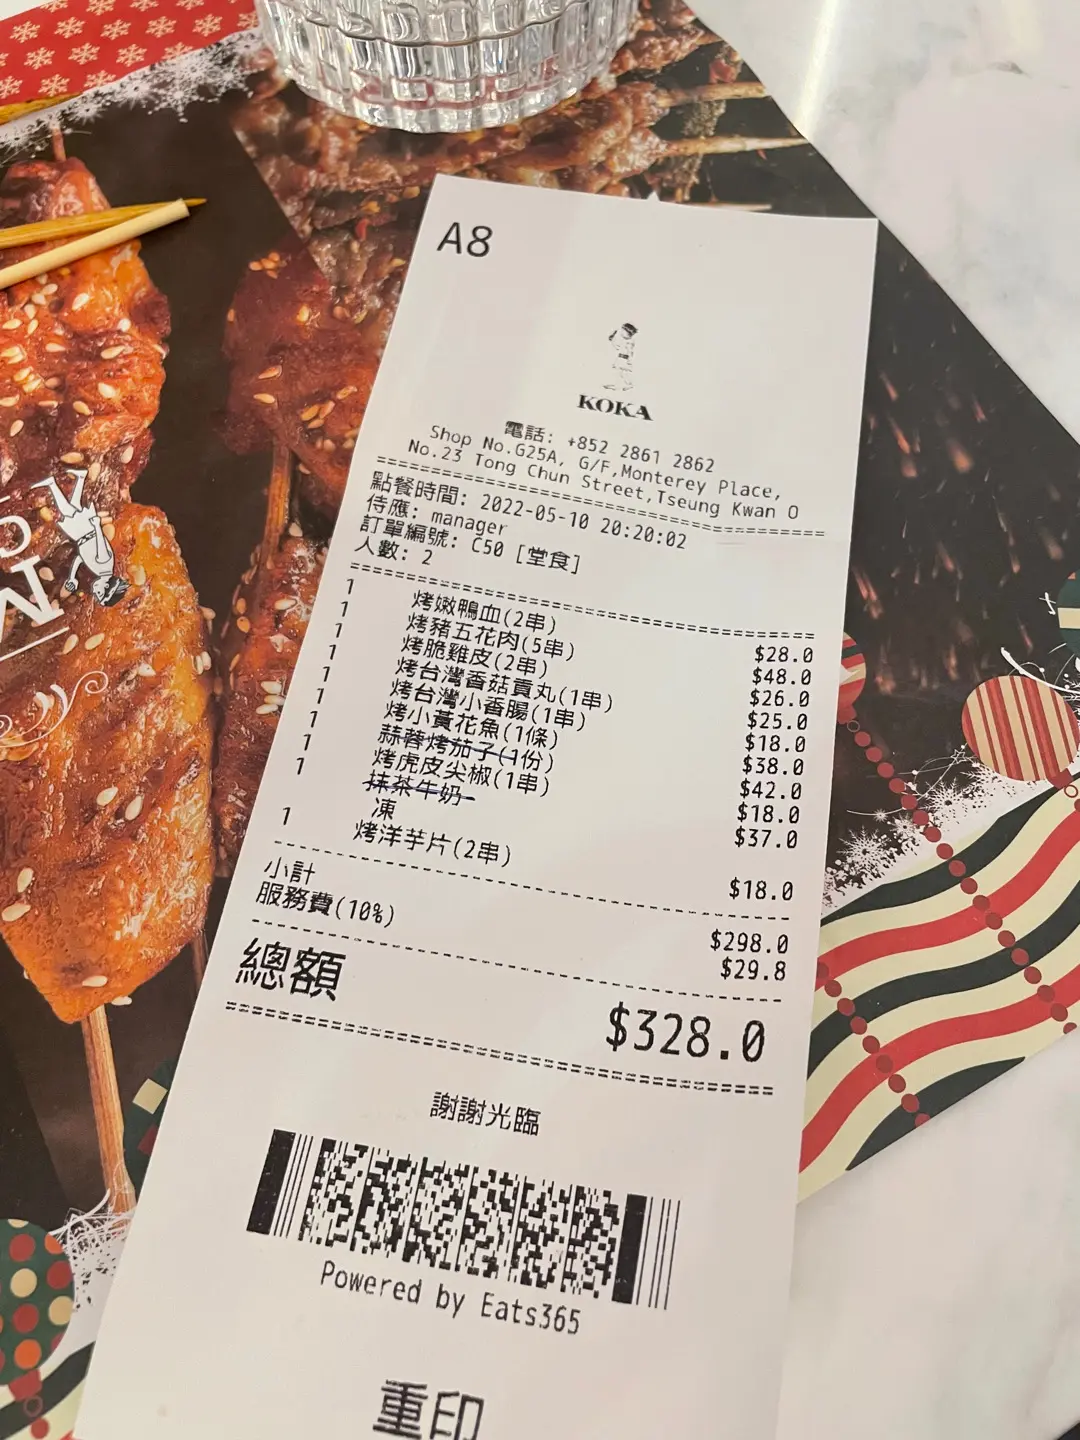 A8
KOKA
電話: +852 2861 2862
Shop No.G25A, G/F,Monterey Place,
No.23 Tong Chun Street,Tseung Kwan O
點餐時間: 2022-05-10 20:20:02
侍應: manager
訂單編號: C50 [堂食]
人數: 2
1 烤嫩鴨血(2串) $28.0
1 烤豬五花肉(5串) $48.0
1 烤脆雞皮(2串) $26.0
1 烤台灣香菇貢丸(1串) $25.0
1 烤台灣小香腸(1串) $18.0
1 烤小黃花魚(1條) $38.0
1 蒜蓉烤茄子(1份) $42.0
1 烤虎皮尖椒(1串) $18.0
1 抹茶牛奶 $37.0
凍
1 烤洋芋片(2串) $18.0
小計 $298.0
服務費(10%) $29.8
總額 $328.0
謝謝光臨
Powered by Eats365
重印